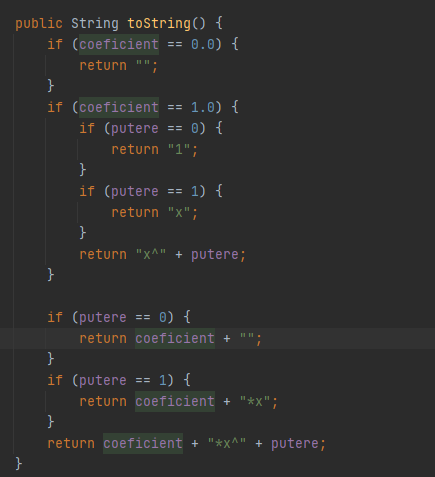 public String toString() {
    if (coeficient == 0.0) {
        return "";
    }
    if (coeficient == 1.0) {
        if (putere == 0) {
            return "1";
        }
        if (putere == 1) {
            return "x";
        }
        return "x^" + putere;
    }

    if (putere == 0) {
        return coeficient + "";
    }
    if (putere == 1) {
        return coeficient + "*x";
    }
    return coeficient + "*x^" + putere;
}